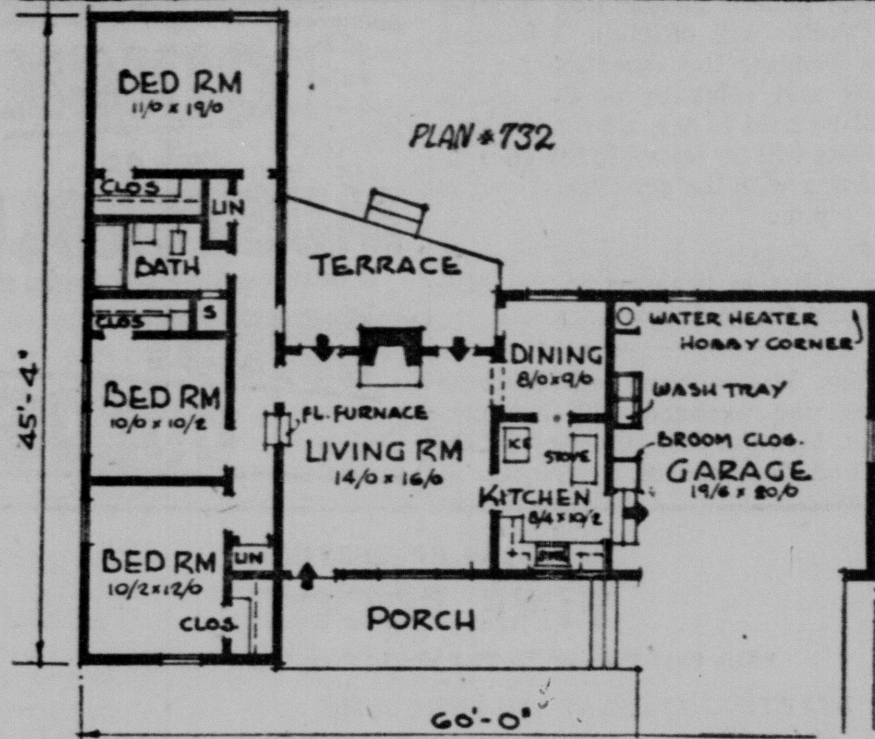 BED RM
11/0 x 19/0
PLAN # 732
CLOS
LIN
BATH
TERRACE
CLOS
S
WATER HEATER
HOBBY CORNER
DINING
8/0 x 9/0
WASH TRAY
BED RM
10/0 x 10/2
FL. FURNACE
LIVING RM
14/0 x 16/0
ICE
STOVE
BROOM CLOS.
GARAGE
19/6 x 20/0
KITCHEN
8/4 x 10/2
45'-4"
BED RM
10/2 x 12/0
LIN
CLOS
PORCH
60'-0"